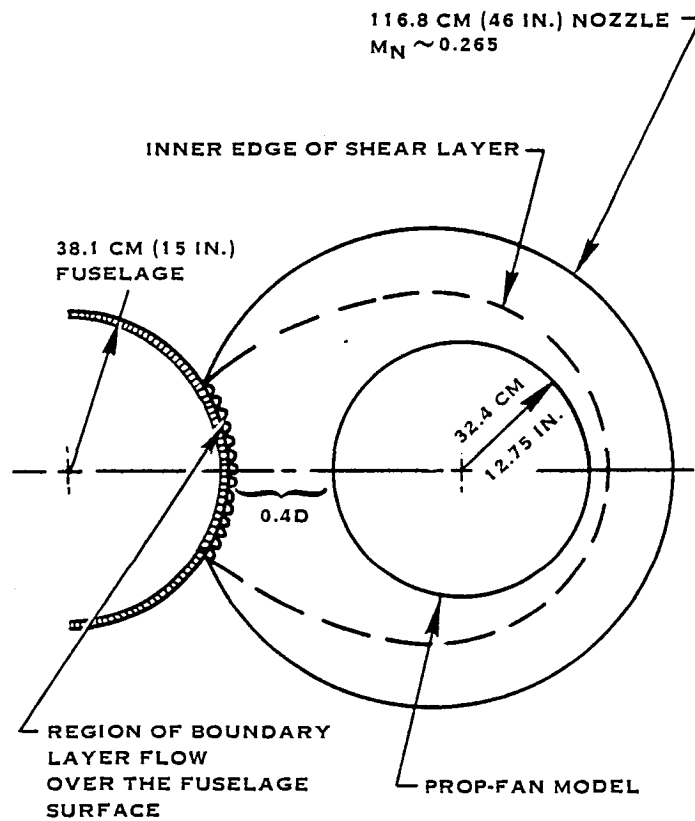 116.8 CM (46 IN.) NOZZLE
M_N ~ 0.265
INNER EDGE OF SHEAR LAYER
38.1 CM (15 IN.)
FUSELAGE
32.4 CM
12.75 IN.
0.4D
REGION OF BOUNDARY
LAYER FLOW
OVER THE FUSELAGE
SURFACE
PROP-FAN MODEL